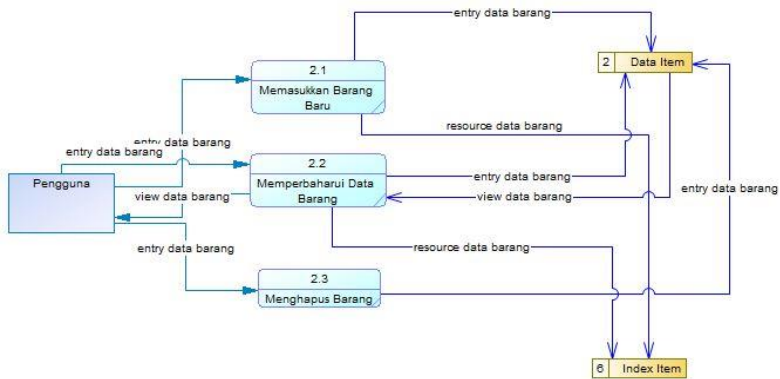 entry data barang
2.1
Memasukkan Barang
Baru
2 Data Item
resource data barang
entry data barang
entry data barang
2.2
Memperbaharui Data
Barang
entry data barang
entry data barang
Pengguna
view data barang
view data barang
entry data barang
resource data barang
2.3
Menghapus Barang
6 Index Item